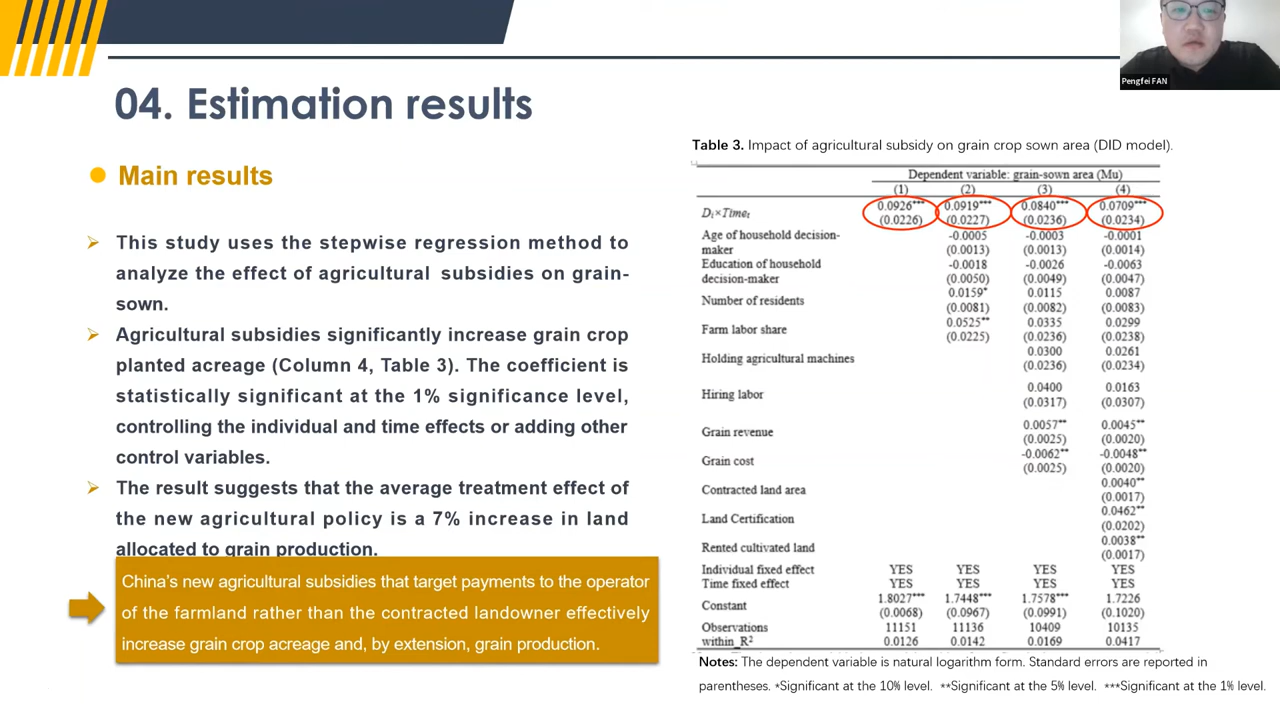 Pengfei FAN
04. Estimation results
Main results
This study uses the stepwise regression method to
analyze the effect of agricultural subsidies on grain-
sown.
Agricultural subsidies significantly increase grain crop
planted acreage (Column 4, Table 3). The coefficient is
statistically significant at the 1% significance level,
controlling the individual and time effects or adding other
control variables.
The result suggests that the average treatment effect of
the new agricultural policy is a 7% increase in land
allocated to grain production.
China's new agricultural subsidies that target payments to the operator
of the farmland rather than the contracted landowner effectively
increase grain crop acreage and, by extension, grain production.
Table 3. Impact of agricultural subsidy on grain crop sown area (DID model).
Dependent variable: grain-sown area (Mu)
(1) (2) (3) (4)
Di×Timet 0.0926*** 0.0919*** 0.0840*** 0.0709***
(0.0226) (0.0227) (0.0236) (0.0234)
Age of household decision- -0.0005 -0.0003 -0.0001
maker (0.0013) (0.0013) (0.0014)
Education of household -0.0018 -0.0026 -0.0063
decision-maker (0.0050) (0.0049) (0.0047)
Number of residents 0.0159* 0.0115 0.0087
(0.0081) (0.0082) (0.0083)
Farm labor share 0.0525** 0.0335 0.0299
(0.0225) (0.0236) (0.0238)
Holding agricultural machines 0.0300 0.0261
(0.0236) (0.0234)
Hiring labor 0.0400 0.0163
(0.0317) (0.0307)
Grain revenue 0.0057** 0.0045**
(0.0025) (0.0020)
Grain cost -0.0062** -0.0048**
(0.0025) (0.0020)
Contracted land area 0.0040**
(0.0017)
Land Certification 0.0462**
(0.0202)
Rented cultivated land 0.0038**
(0.0017)
Individual fixed effect YES YES YES YES
Time fixed effect YES YES YES YES
Constant 1.8027*** 1.7448*** 1.7578*** 1.7226
(0.0068) (0.0967) (0.0991) (0.1020)
Observations 11151 11136 10409 10135
within_R² 0.0126 0.0142 0.0169 0.0417
Notes: The dependent variable is natural logarithm form. Standard errors are reported in
parentheses. *Significant at the 10% level. **Significant at the 5% level. ***Significant at the 1% level.